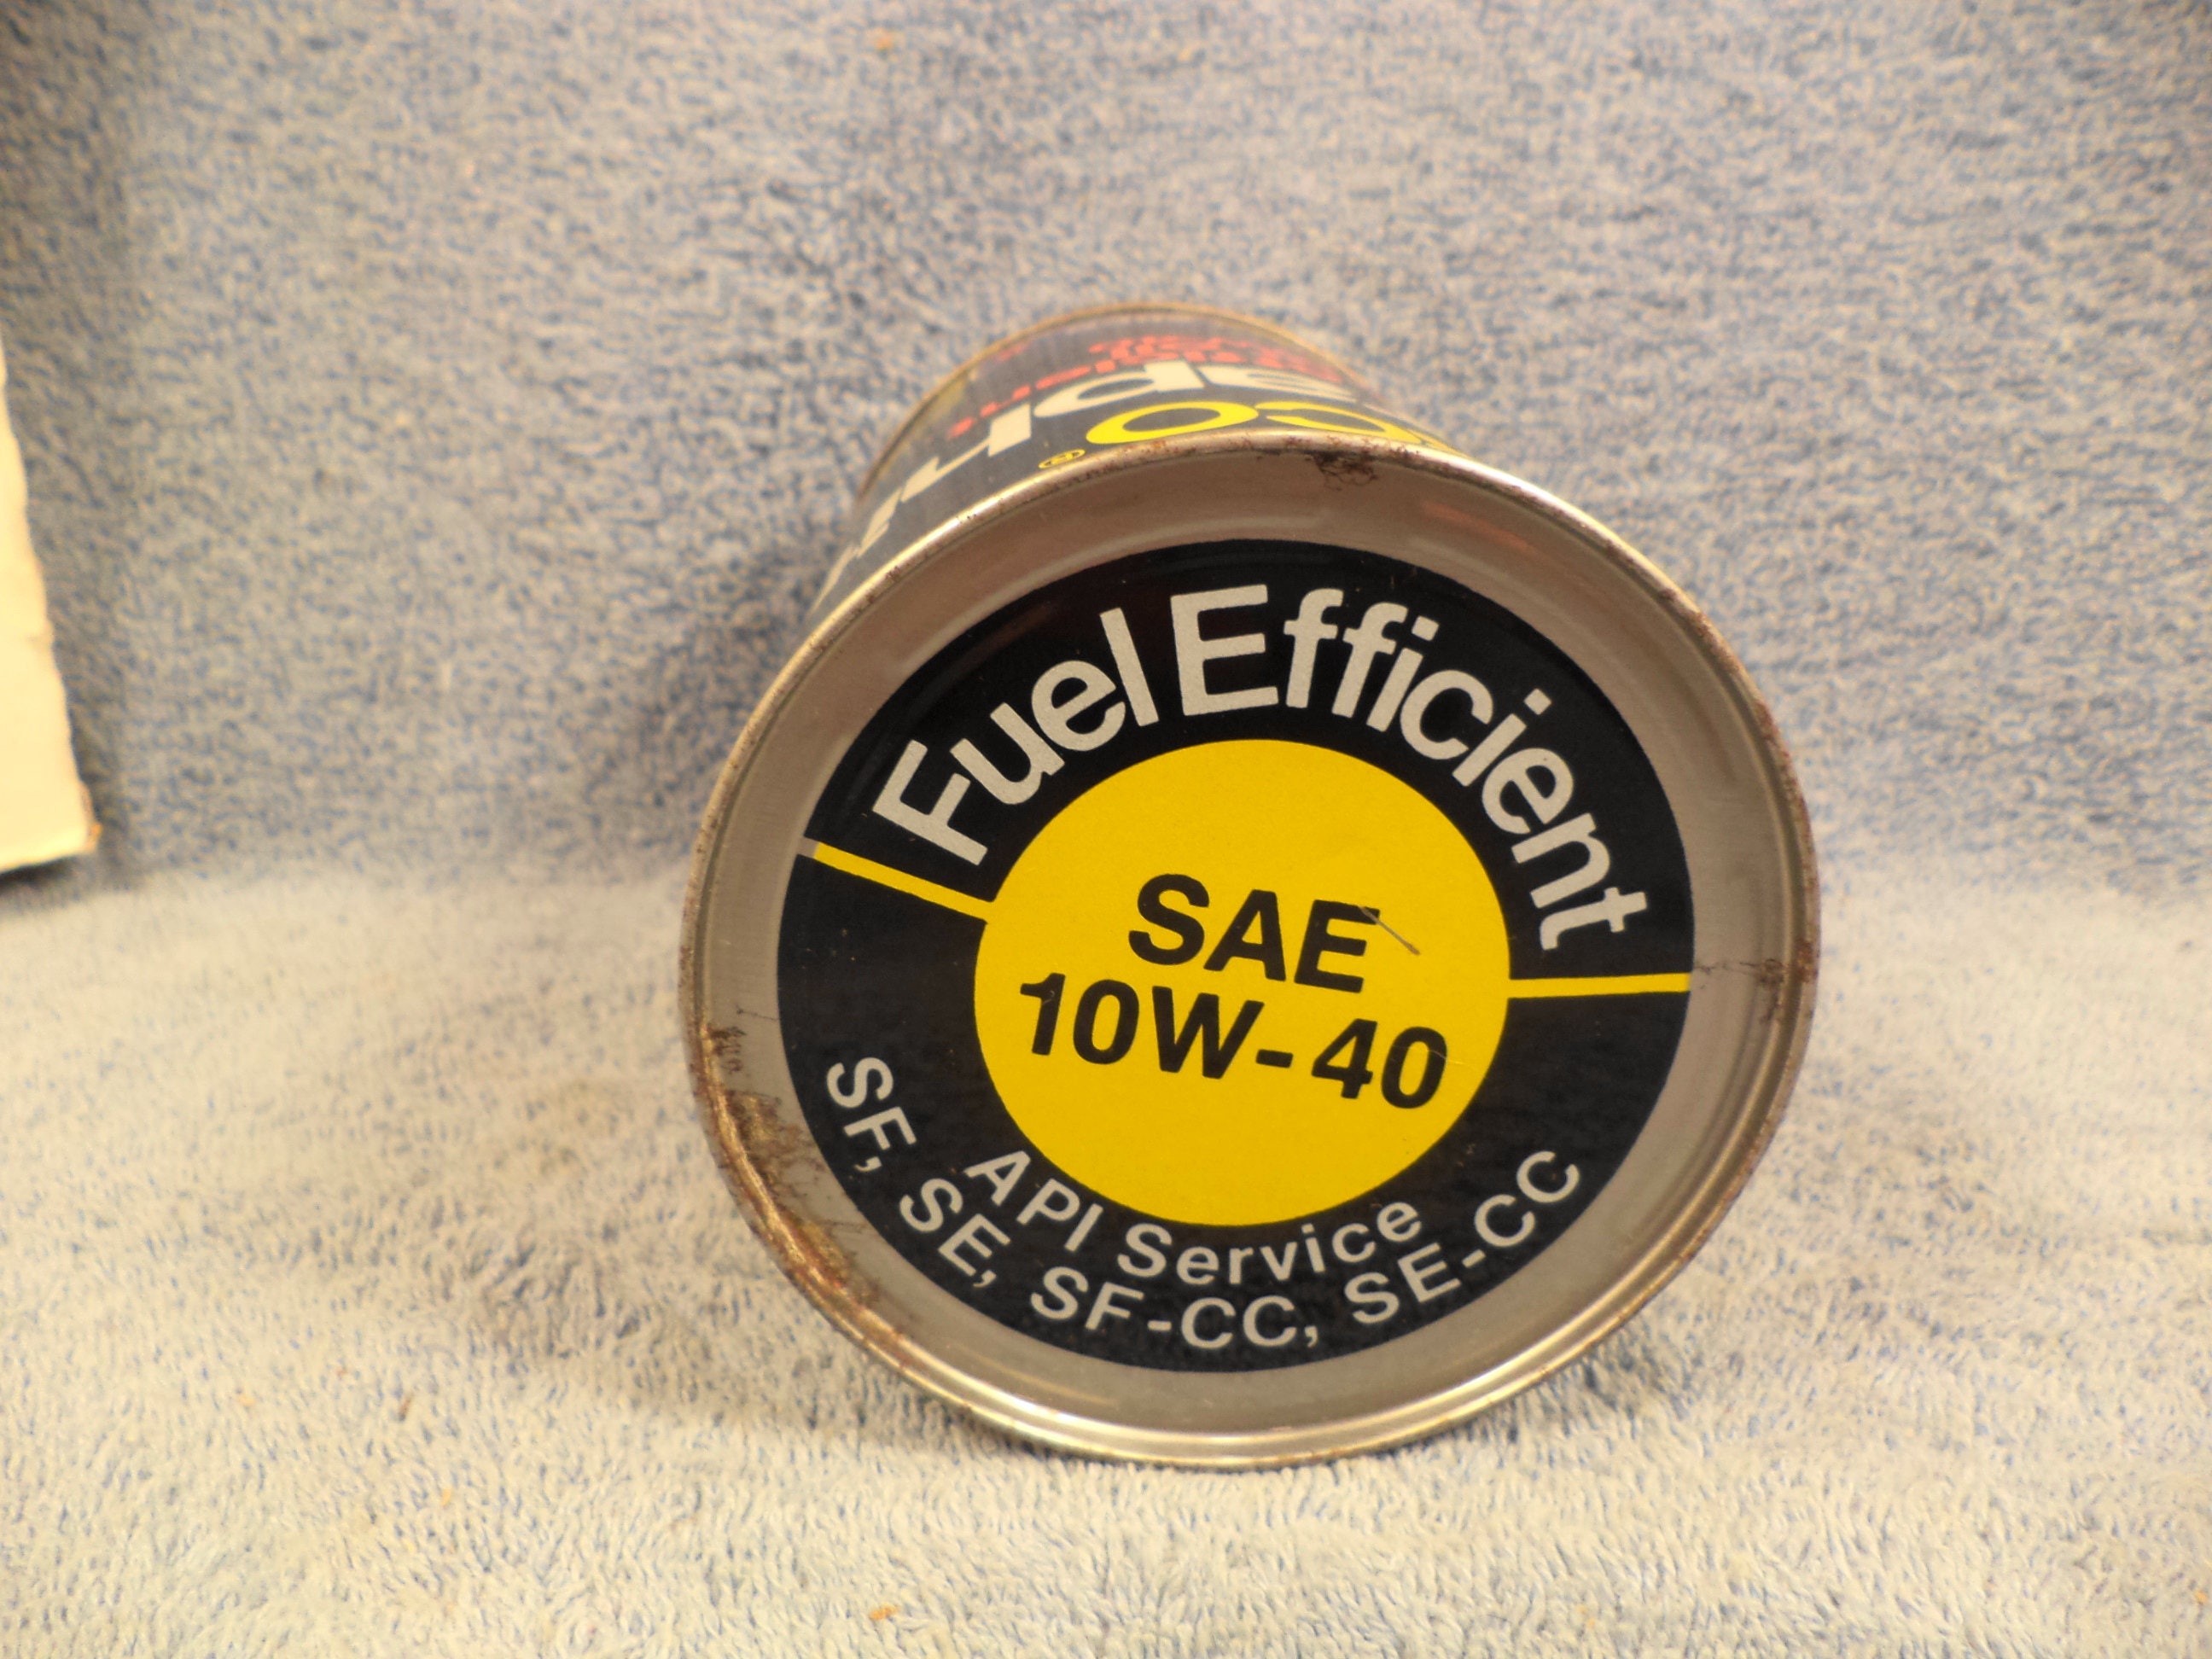 Fuel Efficient
SAE
10W-40
API Service
SF, SE, SF-CC, SE-CC